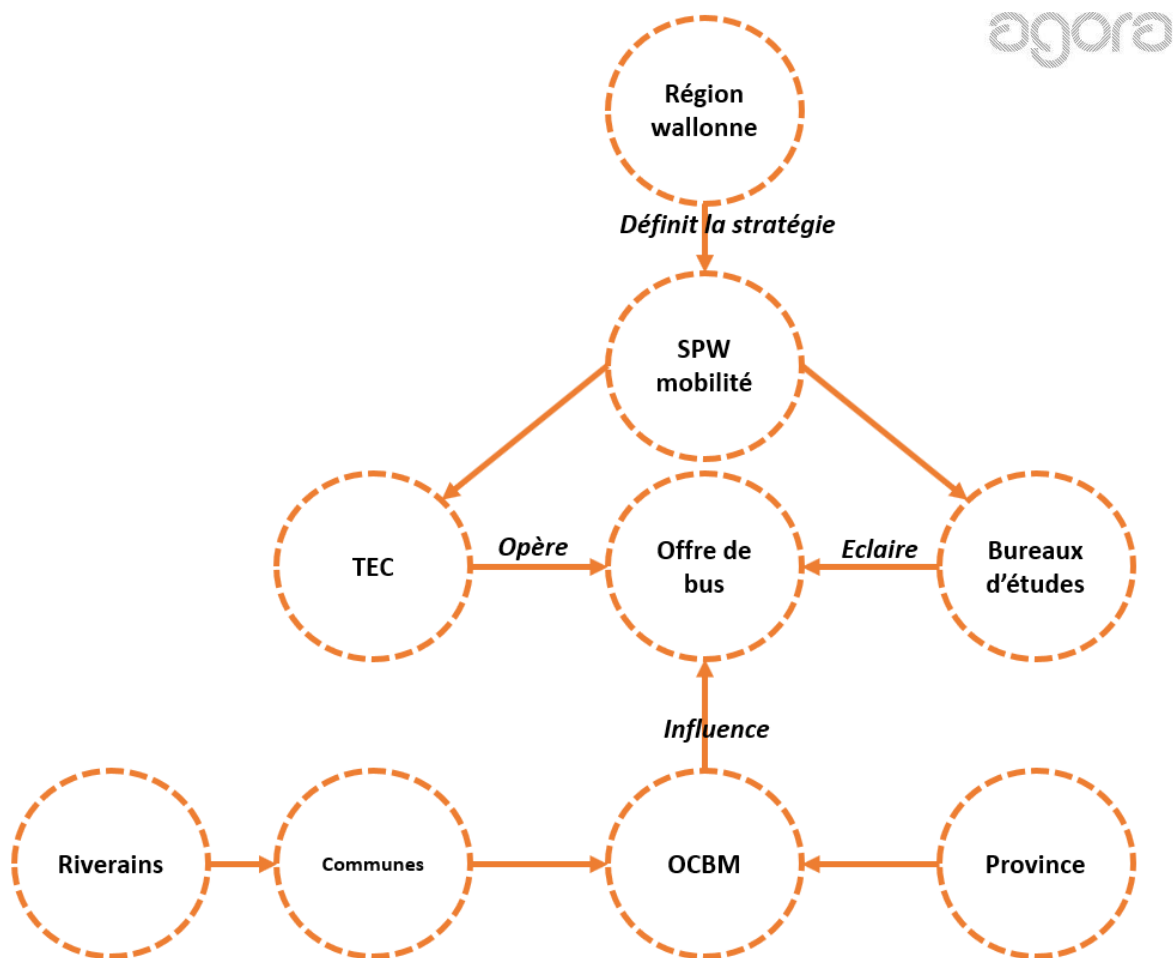 agora
Région
wallonne
Définit la stratégie
SPW
mobilité
TEC
Opère
Offre de
bus
Eclaire
Bureaux
d’études
Influence
Riverains
Communes
OCBM
Province